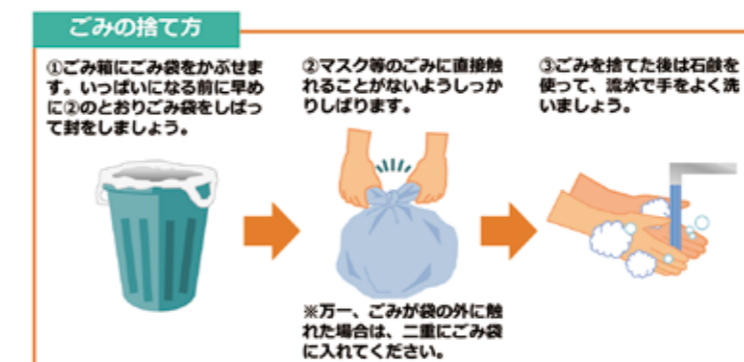 ごみの捨て方
①ごみ箱にごみ袋をかぶせま
す。いっぱいになる前に早め
に②のとおりごみ袋をしばっ
て封をしましょう。
②マスク等のごみに直接触
れることがないようしっか
りしばります。
※万一、ごみが袋の外に触
れた場合は、二重にごみ袋
に入れてください。
③ごみを捨てた後は石鹸を
使って、流水で手をよく洗
いましょう。